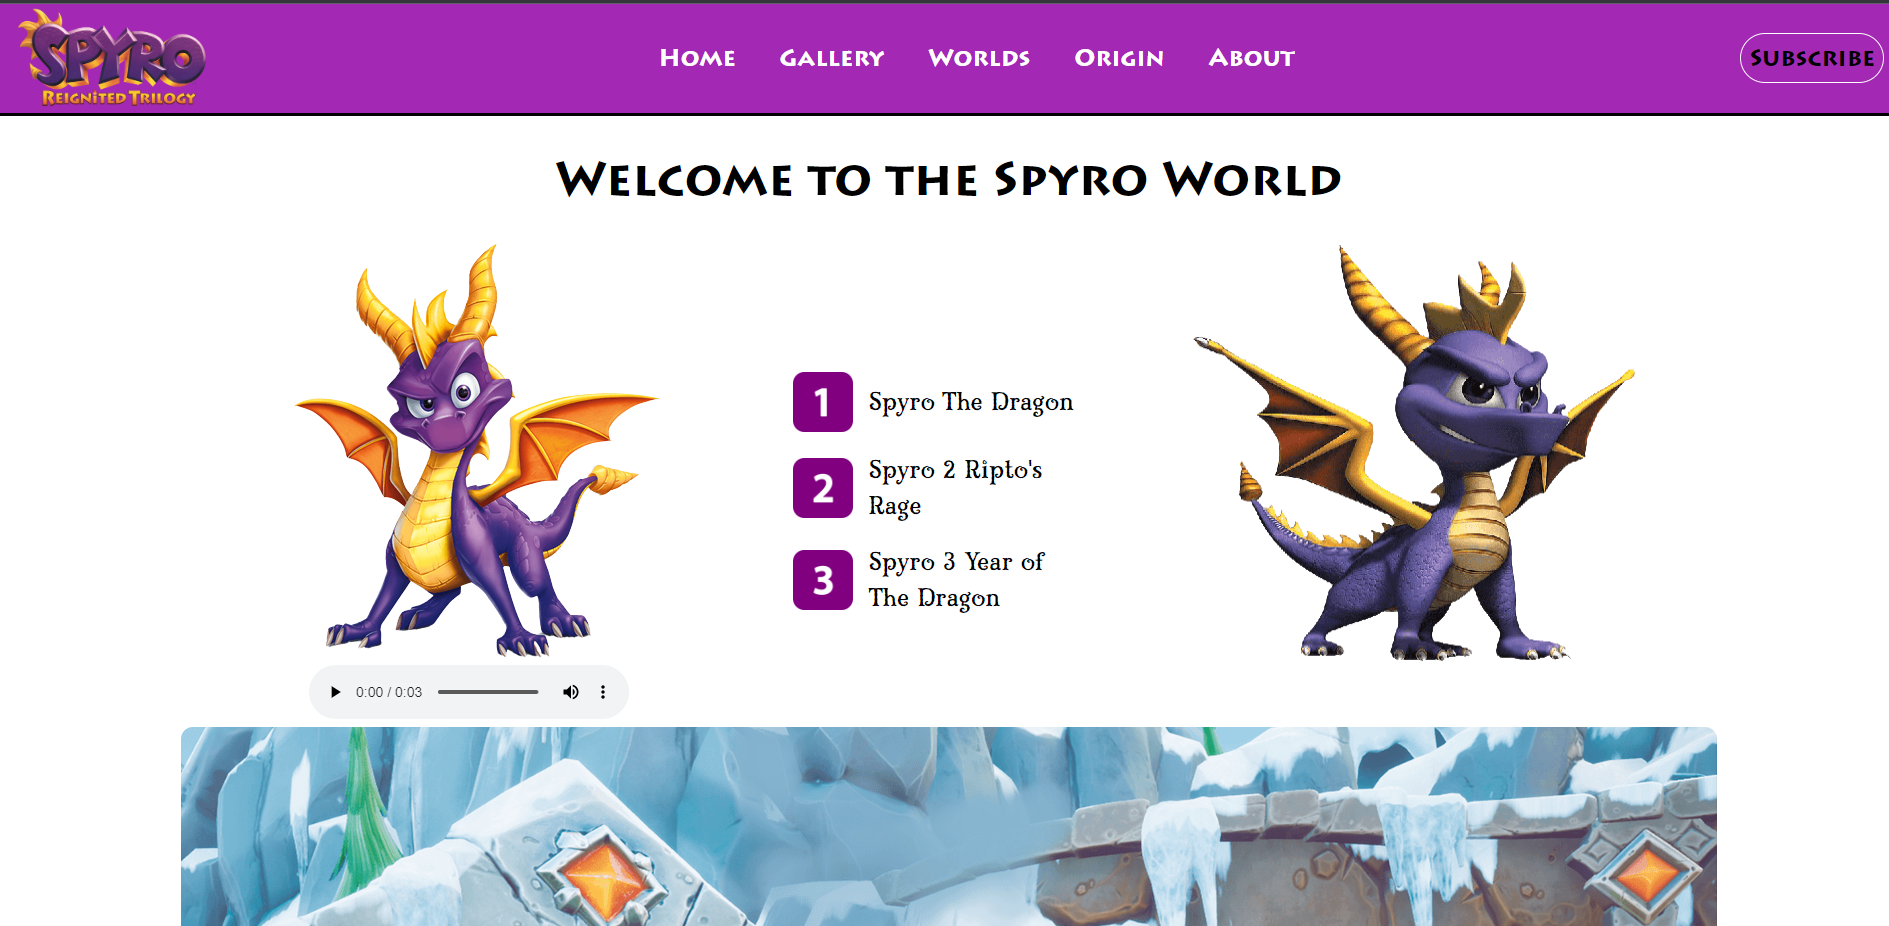 SPYRO
REIGNITED TRILOGY
HOME GALLERY WORLDS ORIGIN ABOUT
SUBSCRIBE
WELCOME TO THE SPYRO WORLD
1 Spyro The Dragon
2 Spyro 2 Ripto's
Rage
3 Spyro 3 Year of
The Dragon
0:00 / 0:03